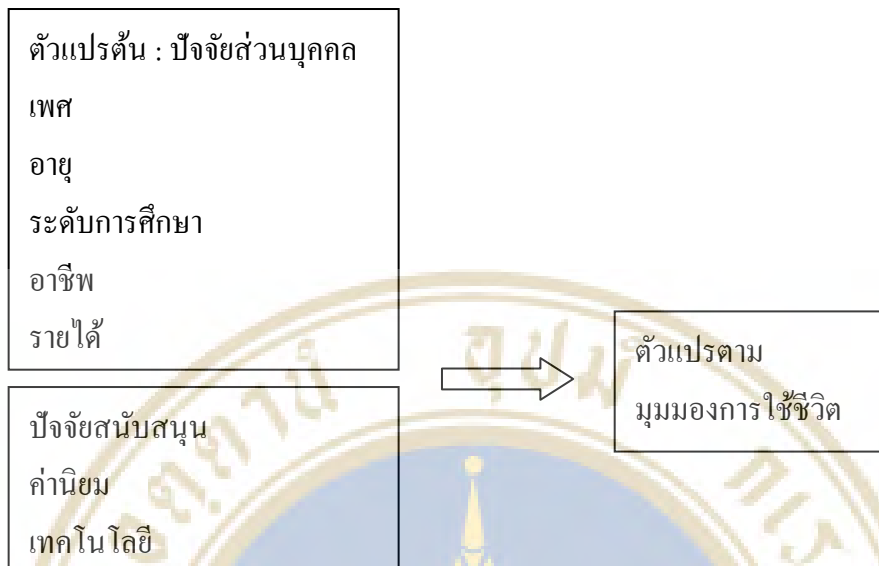 ตัวแปรต้น : ปัจจัยส่วนบุคคล
เพศ
อายุ
ระดับการศึกษา
อาชีพ
รายได้
ปัจจัยสนับสนุน
ค่านิยม
เทคโนโลยี
ตัวแปรตาม
มุมมองการใช้ชีวิต